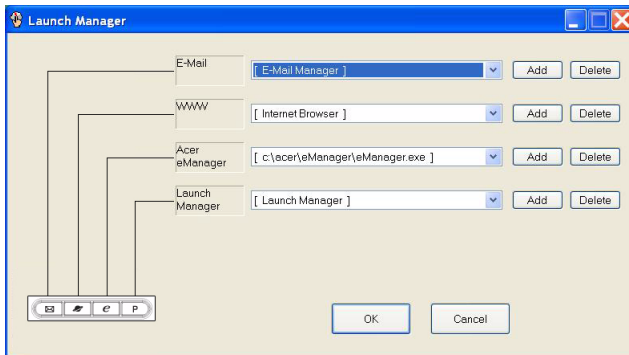 Launch Manager
E-Mail
[ E-Mail Manager ]
Add
Delete
WWW
[ Internet Browser ]
Add
Delete
Acer
eManager
[ c:\acer\eManager\eManager.exe ]
Add
Delete
Launch
Manager
[ Launch Manager ]
Add
Delete
e P
OK
Cancel